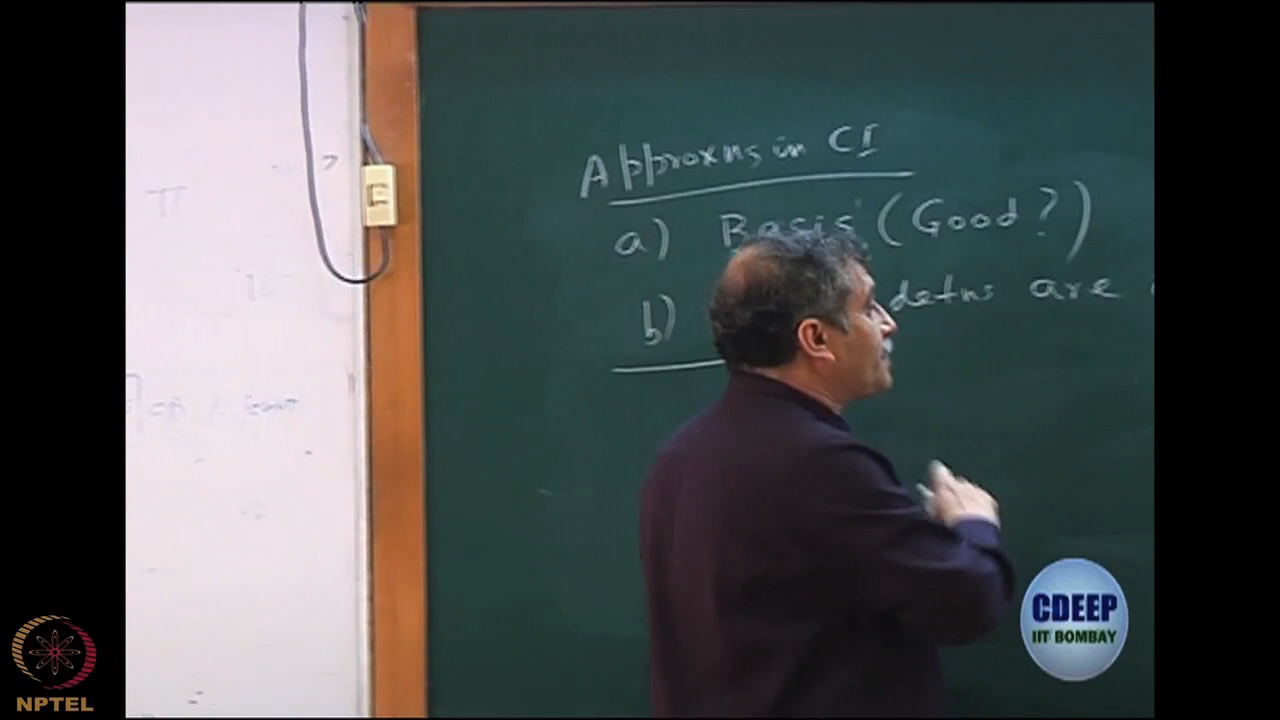 Approxns in CI
a) Basis (Good?)
b) detns are
CDEEP
IIT BOMBAY
NPTEL